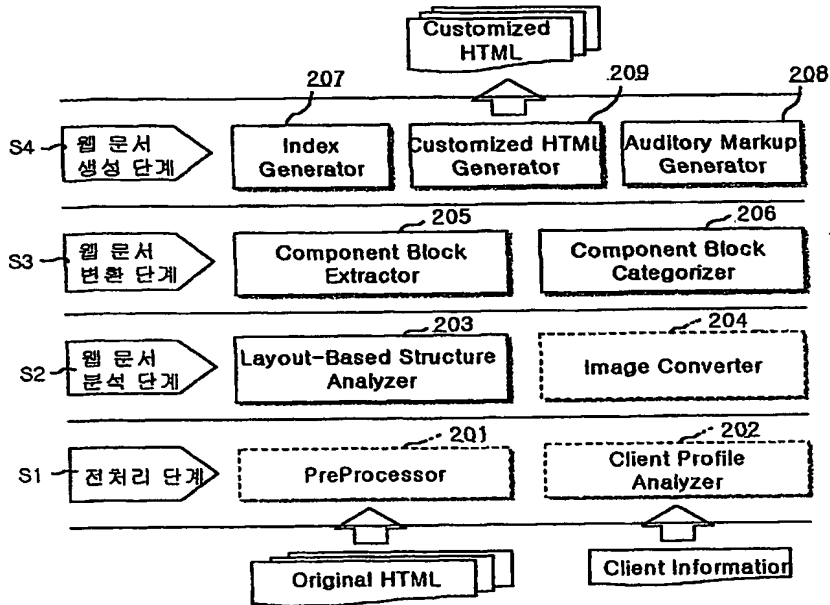 Customized
HTML
207
209
208
S4
웹 문서
생성 단계
Index
Generator
Customized HTML
Generator
Auditory Markup
Generator
205
206
S3
웹 문서
변환 단계
Component Block
Extractor
Component Block
Categorizer
203
204
S2
웹 문서
분석 단계
Layout-Based Structure
Analyzer
Image Converter
201
202
S1
전처리 단계
PreProcessor
Client Profile
Analyzer
Original HTML
Client Information